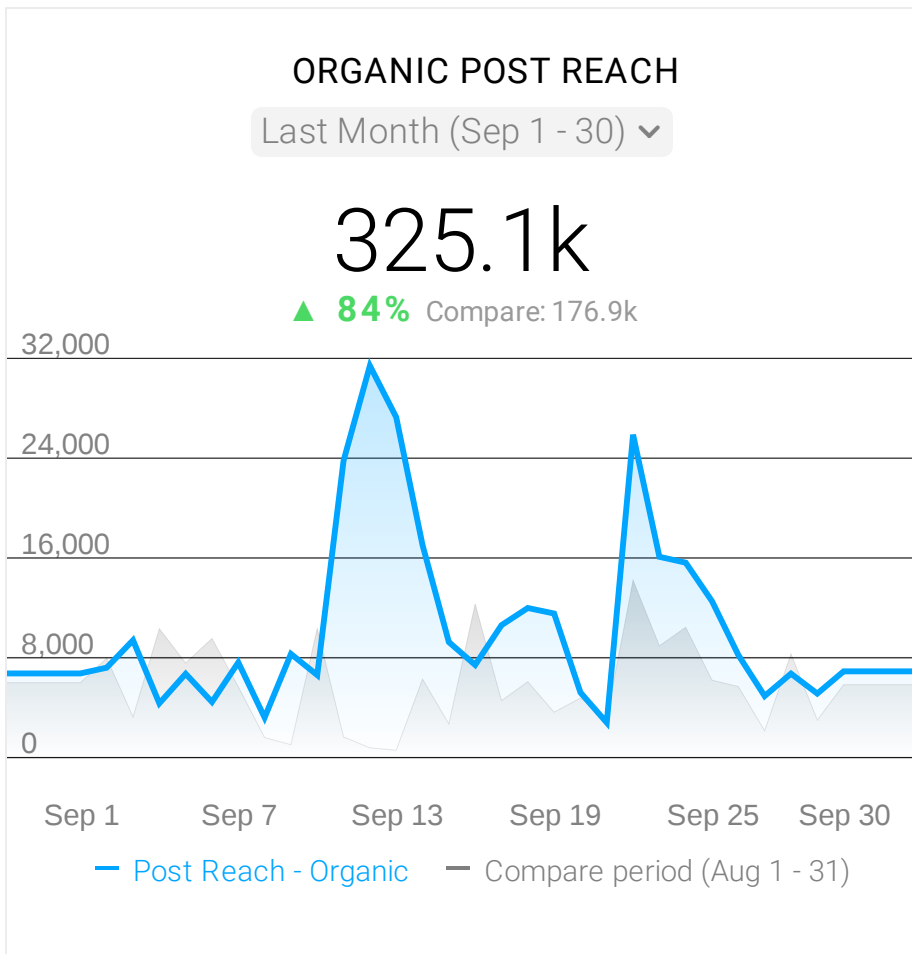 ORGANIC POST REACH
Last Month (Sep 1 - 30)
325.1k
▲ 84% Compare: 176.9k
32,000
24,000
16,000
8,000
0
Sep 1 Sep 7 Sep 13 Sep 19 Sep 25 Sep 30
Post Reach - Organic Compare period (Aug 1 - 31)